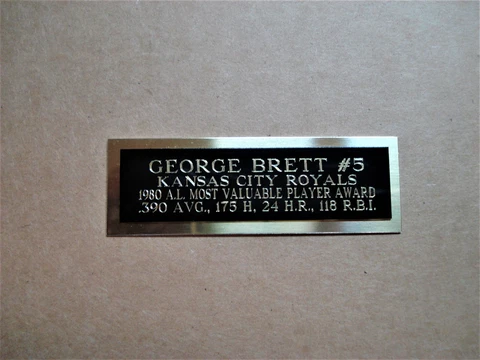 GEORGE BRETT #5
KANSAS CITY ROYALS
1980 A.L. MOST VALUABLE PLAYER AWARD
.390 AVG., 175 H, 24 H.R., 118 R.B.I.